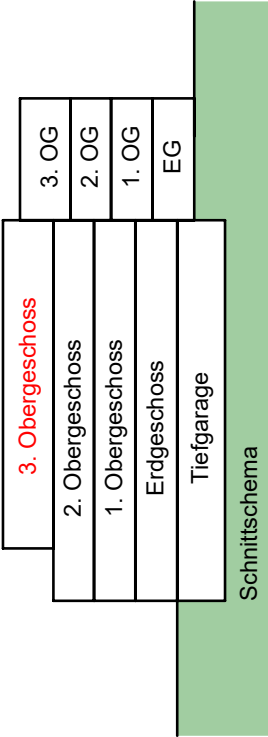 3. Obergeschoss
2. Obergeschoss
1. Obergeschoss
Erdgeschoss
Tiefgarage
3. OG
2. OG
1. OG
EG
Schnittschema